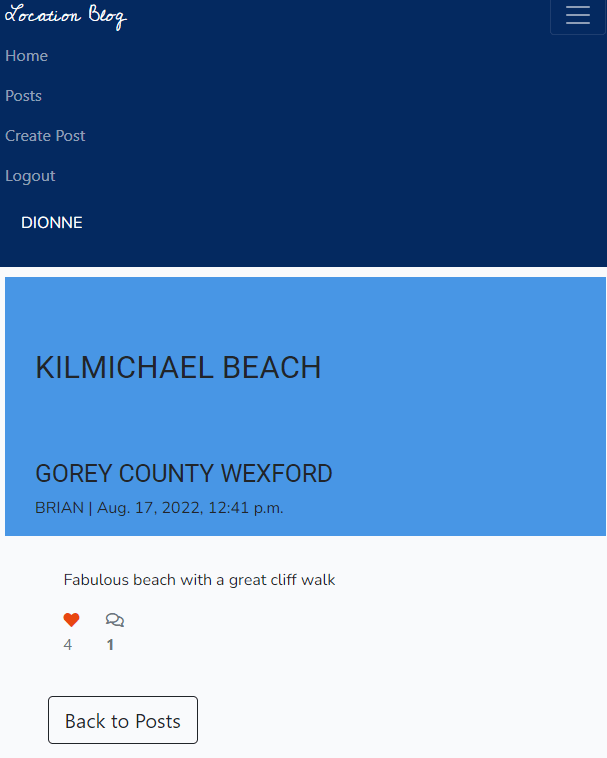 Location Blog
Home
Posts
Create Post
Logout
DIONNE
KILMICHAEL BEACH
GOREY COUNTY WEXFORD
BRIAN | Aug. 17, 2022, 12:41 p.m.
Fabulous beach with a great cliff walk
4 1
Back to Posts